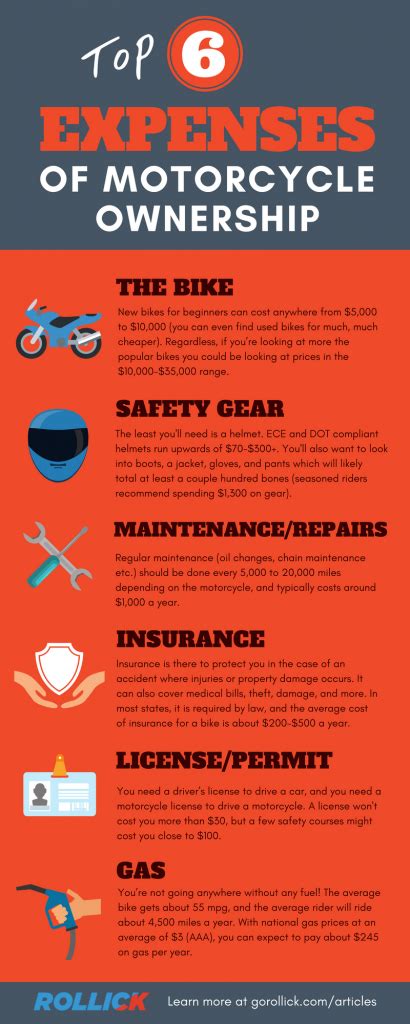 TOP 6
EXPENSES
OF MOTORCYCLE
OWNERSHIP
THE BIKE
New bikes for beginners can cost anywhere from $5,000
to $10,000 (you can even find used bikes for much, much
cheaper). Regardless, if you're looking at more the
popular bikes you could be looking at prices in the
$10,000-$35,000 range.
SAFETY GEAR
The least you'll need is a helmet. ECE and DOT compliant
helmets run upwards of $70-$300+. You'll also want to look
into boots, a jacket, gloves, and pants which will likely
total at least a couple hundred bones (seasoned riders
recommend spending $1,300 on gear).
MAINTENANCE/REPAIRS
Regular maintenance (oil changes, chain maintenance
etc.) should be done every 5,000 to 20,000 miles
depending on the motorcycle, and typically costs around
$1,000 a year.
INSURANCE
Insurance is there to protect you in the case of an
accident where injuries or property damage occurs. It
can also cover medical bills, theft, damage, and more. In
most states, it is required by law, and the average cost
of insurance for a bike is about $200-$500 a year.
LICENSE/PERMIT
You need a driver's license to drive a car, and you need a
motorcycle license to drive a motorcycle. A license won't
cost you more than $30, but a few safety courses might
cost you close to $100.
GAS
You're not going anywhere without any fuel! The average
bike gets about 55 mpg, and the average rider will ride
about 4,500 miles a year. With national gas prices at an
average of $3 (AAA), you can expect to pay about $245
on gas per year.
ROLLICK Learn more at gorollick.com/articles